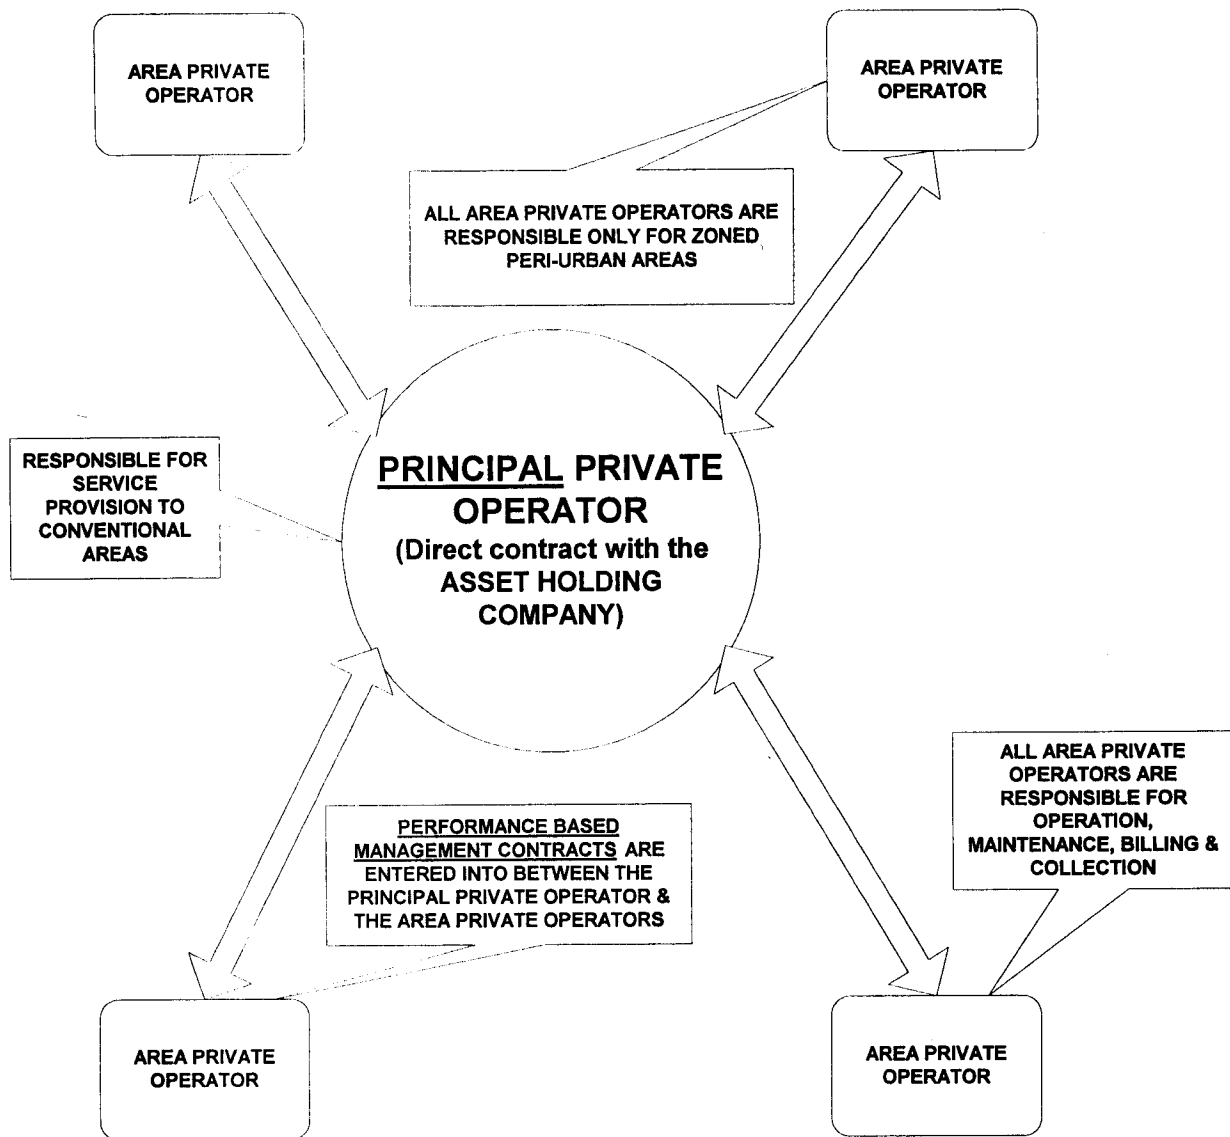 AREA PRIVATE
OPERATOR
AREA PRIVATE
OPERATOR
ALL AREA PRIVATE OPERATORS ARE
RESPONSIBLE ONLY FOR ZONED
PERI-URBAN AREAS
RESPONSIBLE FOR
SERVICE
PROVISION TO
CONVENTIONAL
AREAS
PRINCIPAL PRIVATE
OPERATOR
(Direct contract with the
ASSET HOLDING
COMPANY)
ALL AREA PRIVATE
OPERATORS ARE
RESPONSIBLE FOR
OPERATION,
MAINTENANCE, BILLING &
COLLECTION
PERFORMANCE BASED
MANAGEMENT CONTRACTS ARE
ENTERED INTO BETWEEN THE
PRINCIPAL PRIVATE OPERATOR &
THE AREA PRIVATE OPERATORS
AREA PRIVATE
OPERATOR
AREA PRIVATE
OPERATOR